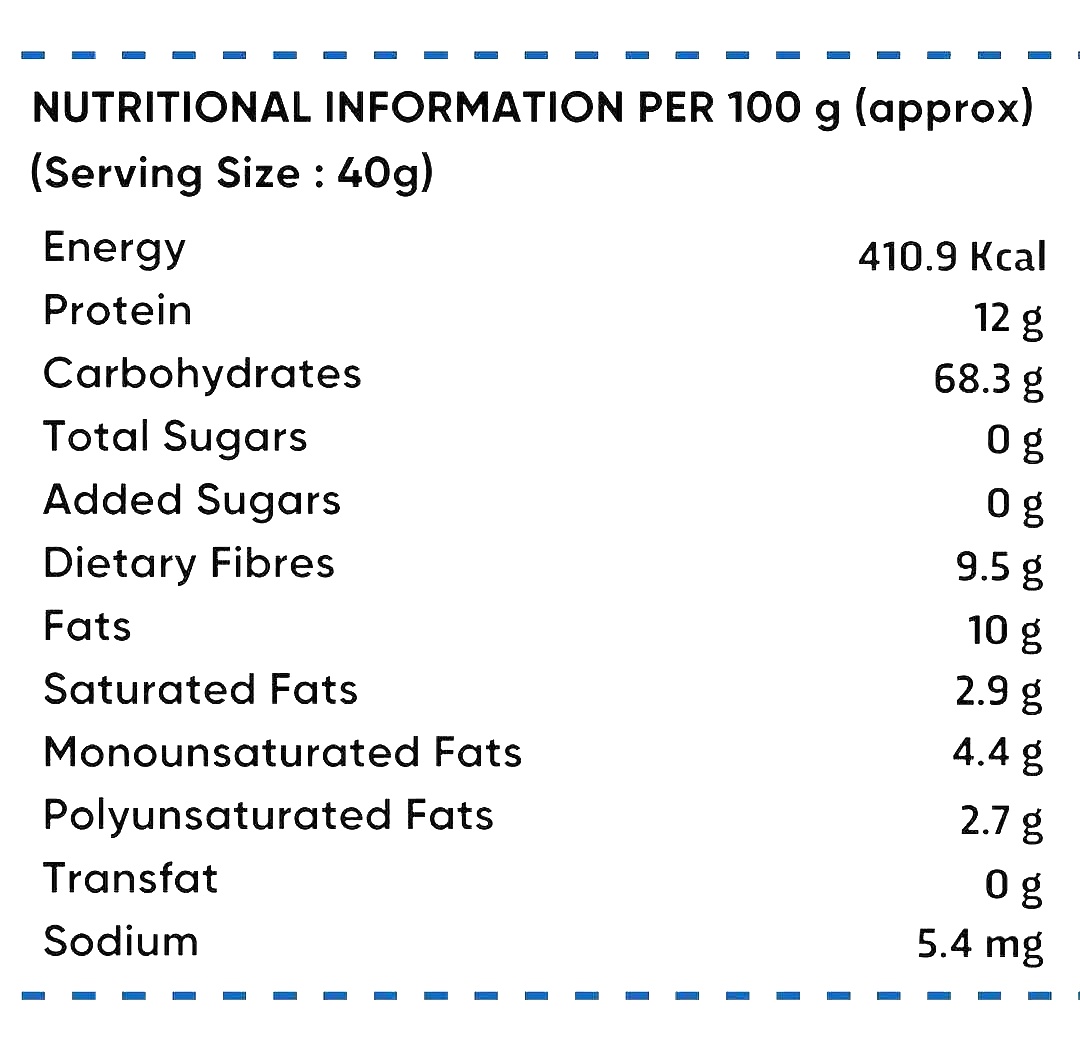 NUTRITIONAL INFORMATION PER 100 g (approx)
(Serving Size : 40g)
Energy 410.9 Kcal
Protein 12 g
Carbohydrates 68.3 g
Total Sugars 0 g
Added Sugars 0 g
Dietary Fibres 9.5 g
Fats 10 g
Saturated Fats 2.9 g
Monounsaturated Fats 4.4 g
Polyunsaturated Fats 2.7 g
Transfat 0 g
Sodium 5.4 mg